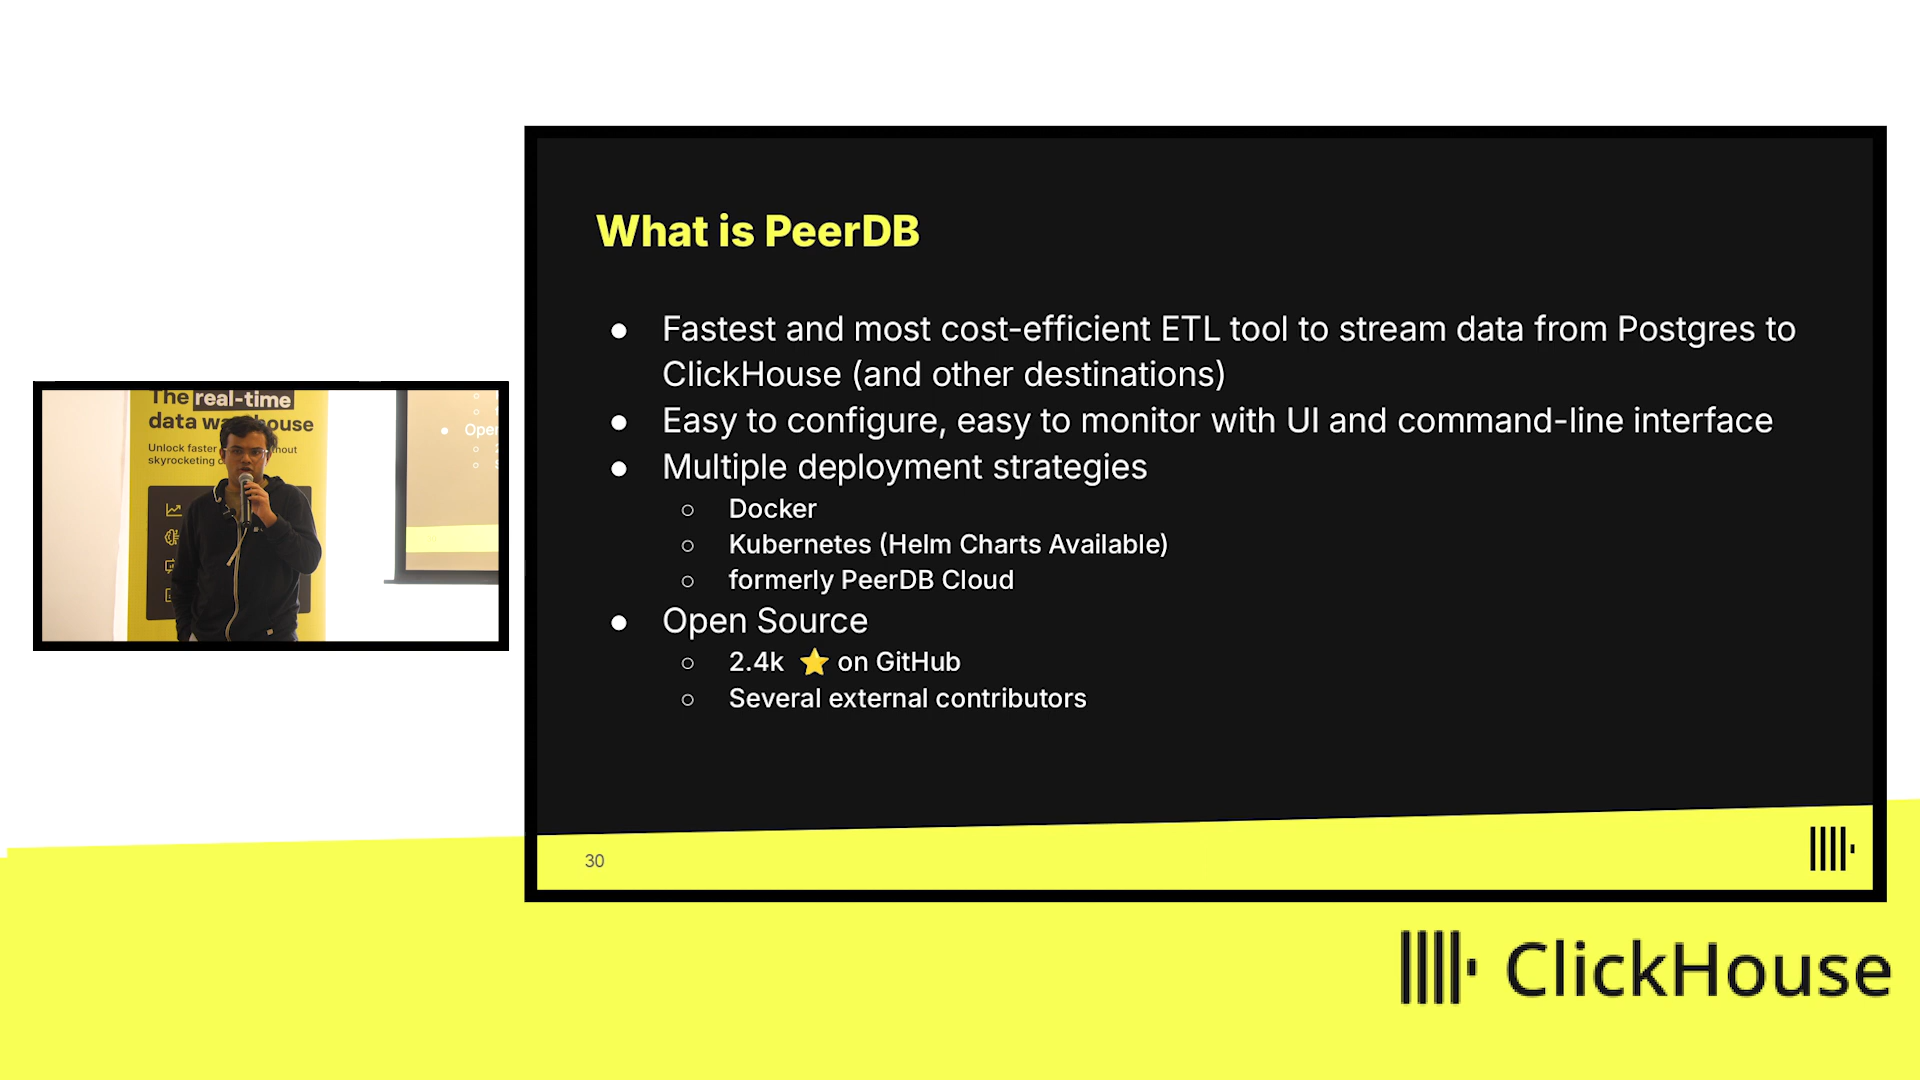 The real-time
data wa house
Unlock faster
skyrocketing
Open
What is PeerDB
● Fastest and most cost-efficient ETL tool to stream data from Postgres to
ClickHouse (and other destinations)
● Easy to configure, easy to monitor with UI and command-line interface
● Multiple deployment strategies
○ Docker
○ Kubernetes (Helm Charts Available)
○ formerly PeerDB Cloud
● Open Source
○ 2.4k ⭐ on GitHub
○ Several external contributors
30
ClickHouse